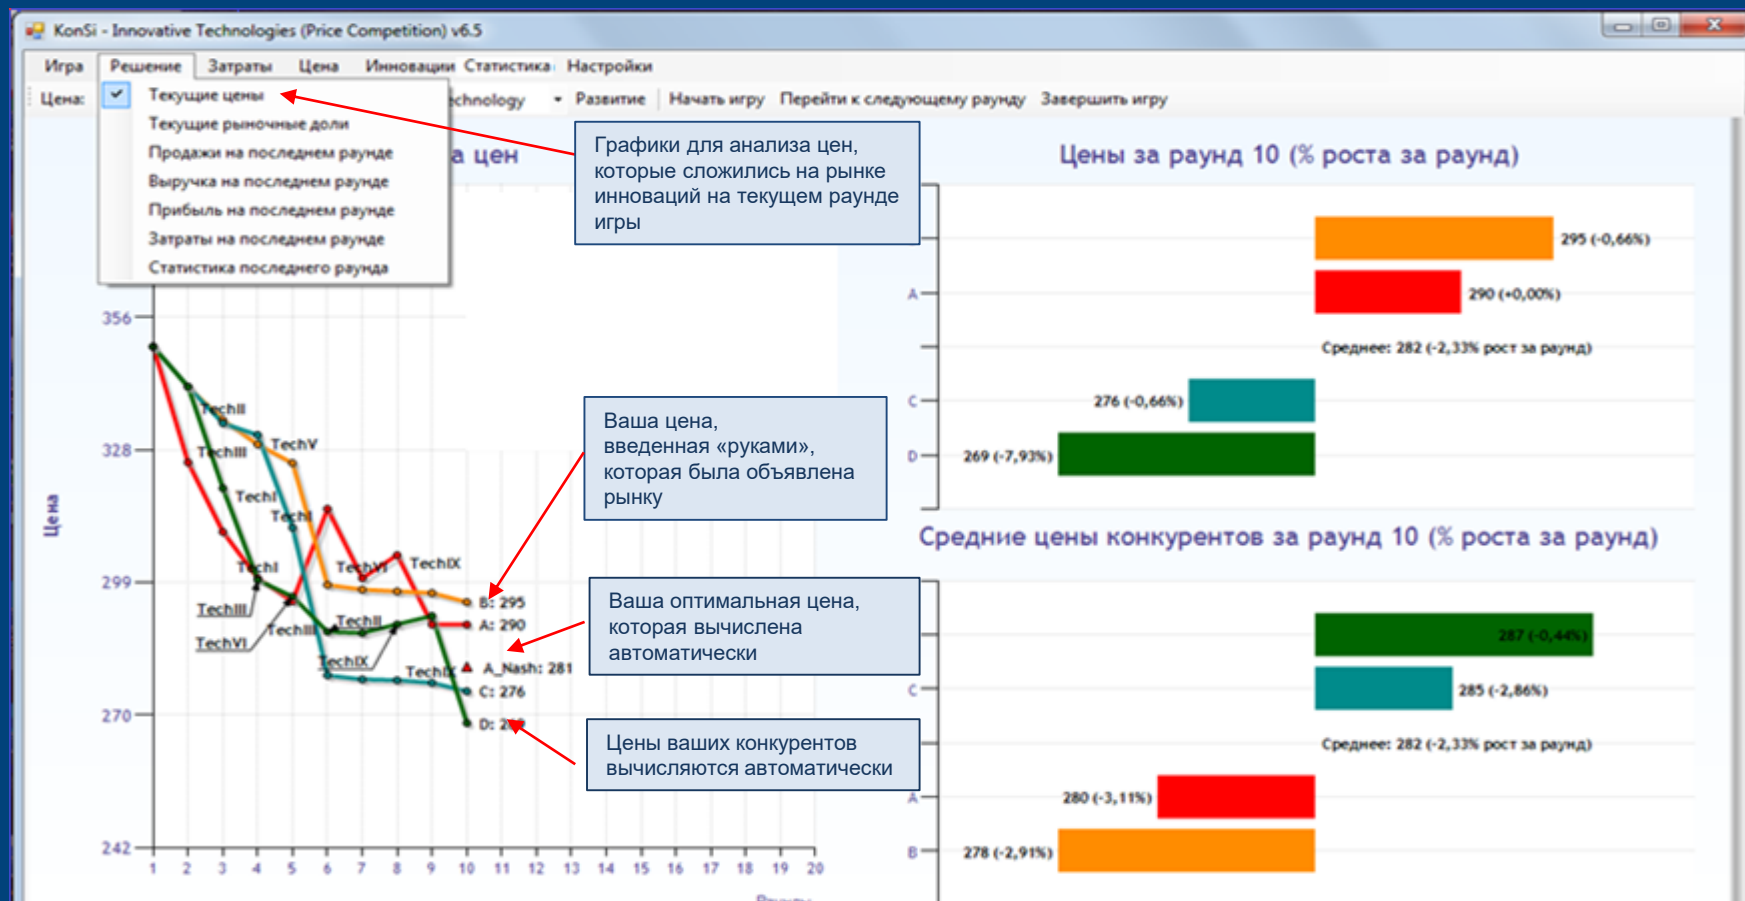 KonSi - Innovative Technologies (Price Competition) v6.5
Игра Решение Затраты Цена Инновации Статистика Настройки
Цена: echnology Развитие Начать игру Перейти к следующему раунду Завершить игру
Текущие цены
Текущие рыночные доли
Продажи на последнем раунде
Выручка на последнем раунде
Прибыль на последнем раунде
Затраты на последнем раунде
Статистика последнего раунда
а цен
Графики для анализа цен,
которые сложились на рынке
инноваций на текущем раунде
игры
Ваша цена,
введенная «руками»,
которая была объявлена
рынку
Ваша оптимальная цена,
которая вычислена
автоматически
Цены ваших конкурентов
вычисляются автоматически
Цена
356
328
299
270
242
1 2 3 4 5 6 7 8 9 10 11 12 13 14 15 16 17 18 19 20
TechII
TechV
TechIII
TechI
TechI
TechI
TechVI
TechIX
TechIII
TechII
TechIII
TechVI
TechIX
TechIX
B: 295
A: 290
A_Nash: 281
C: 276
Цены за раунд 10 (% роста за раунд)
295 (-0,66%)
A 290 (+0,00%)
Среднее: 282 (-2,33% рост за раунд)
C 276 (-0,66%)
D 269 (-7,93%)
Средние цены конкурентов за раунд 10 (% роста за раунд)
287 (-0,44%)
C 285 (-2,86%)
Среднее: 282 (-2,33% рост за раунд)
A 280 (-3,11%)
B 278 (-2,91%)